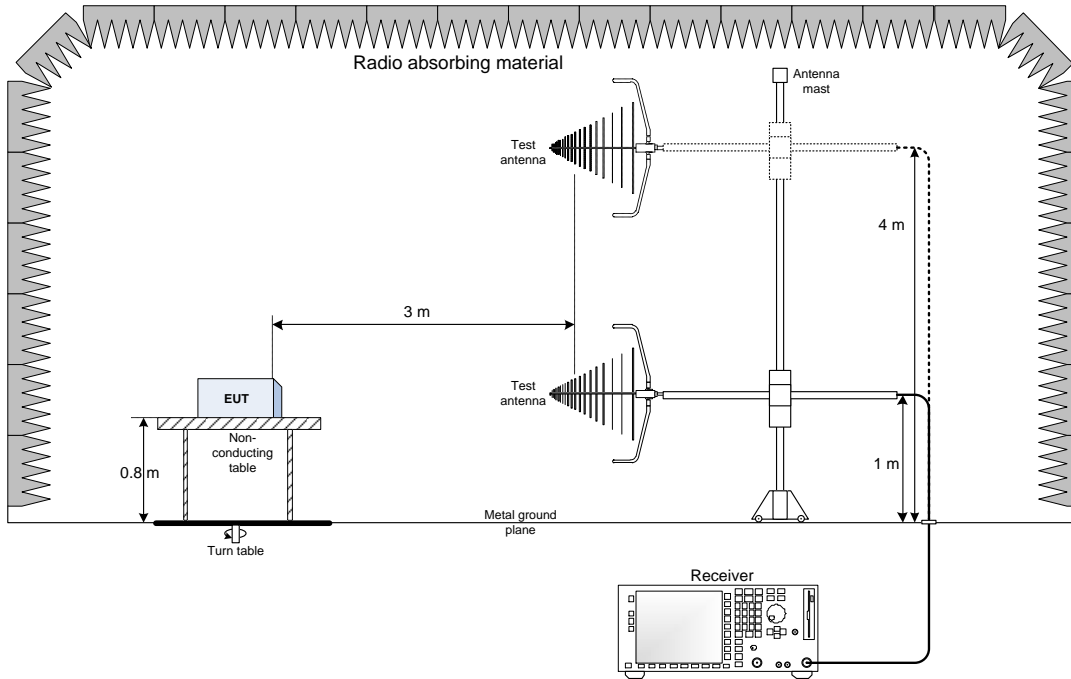 Radio absorbing material
Antenna
mast
Test
antenna
4 m
3 m
EUT
Test
antenna
Non-
conducting
table
0.8 m
1 m
Metal ground
plane
Turn table
Receiver